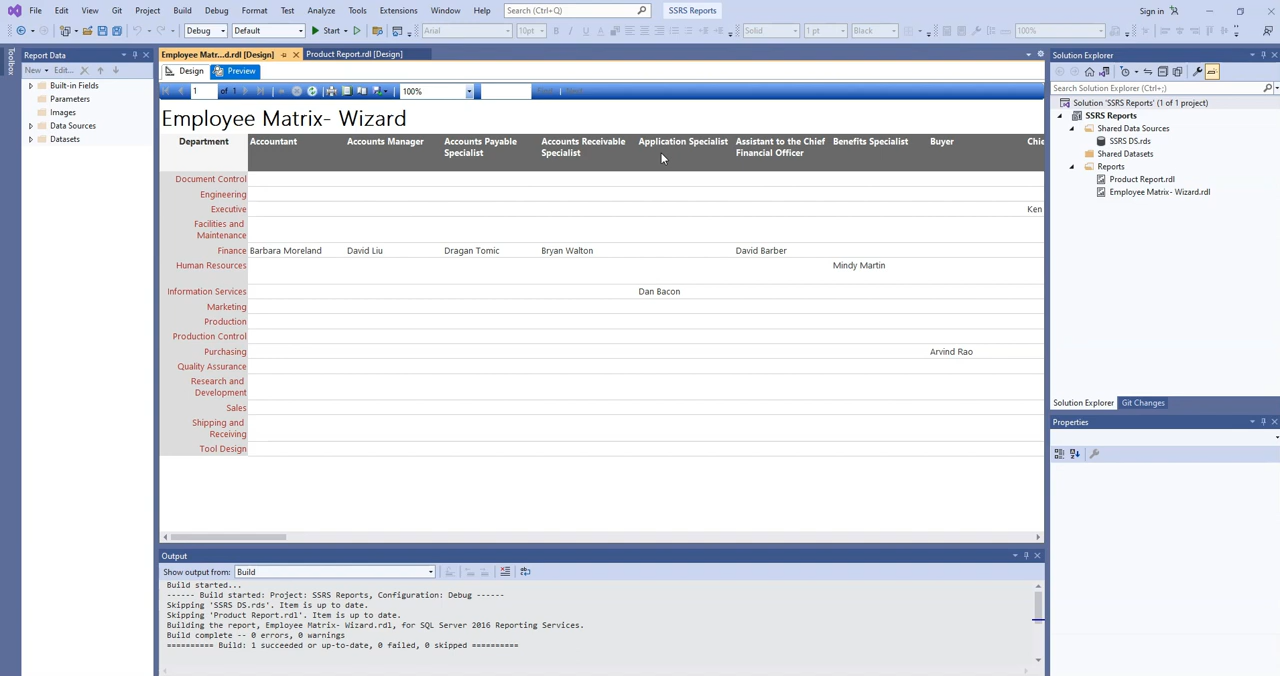 File Edit View Git Project Build Debug Format Test Analyze Tools Extensions Window Help Search (Ctrl+Q) SSRS Reports Sign in
Debug Default Start Arial 10pt Solid 1 pt Black 100%
Toolbox
Report Data
New Edit...
Built-in Fields
Parameters
Images
Data Sources
Datasets
Employee Matr...d.rdl [Design] Product Report.rdl [Design]
Design Preview
1 of 1 100%
Employee Matrix- Wizard
Department Accountant Accounts Manager Accounts Payable Specialist Accounts Receivable Specialist Application Specialist Assistant to the Chief Financial Officer Benefits Specialist Buyer Chie
Document Control
Engineering
Executive Ken
Facilities and
Maintenance
Finance Barbara Moreland David Liu Dragan Tomic Bryan Walton David Barber
Human Resources Mindy Martin
Information Services Dan Bacon
Marketing
Production
Production Control
Purchasing Arvind Rao
Quality Assurance
Research and
Development
Sales
Shipping and
Receiving
Tool Design
Output
Show output from: Build
Build started...
------ Build started: Project: SSRS Reports, Configuration: Debug ------
Skipping 'SSRS DS.rds'. Item is up to date.
Skipping 'Product Report.rdl'. Item is up to date.
Building the report, Employee Matrix- Wizard.rdl, for SQL Server 2016 Reporting Services.
Build complete -- 0 errors, 0 warnings
========== Build: 1 succeeded or up-to-date, 0 failed, 0 skipped ==========
Solution Explorer
Search Solution Explorer (Ctrl+;)
Solution 'SSRS Reports' (1 of 1 project)
SSRS Reports
Shared Data Sources
SSRS DS.rds
Shared Datasets
Reports
Product Report.rdl
Employee Matrix- Wizard.rdl
Solution Explorer Git Changes
Properties